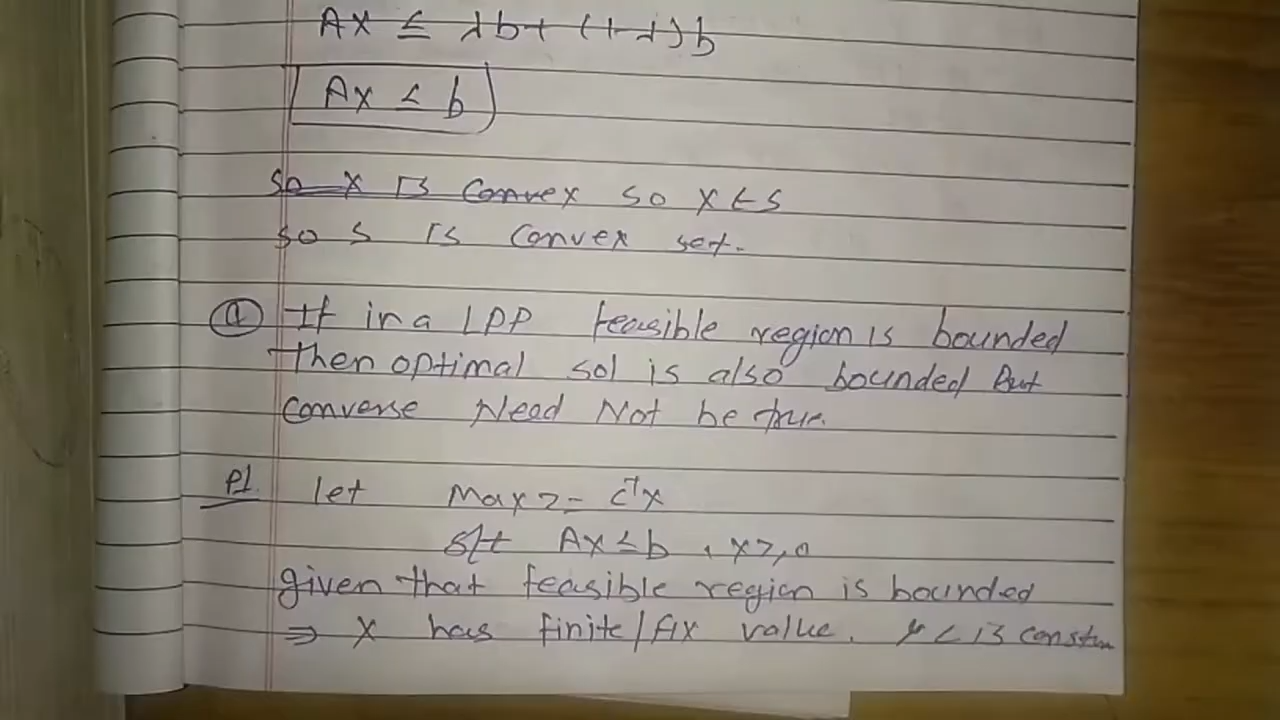 AX ≤ λb + (1-λ)b
AX ≤ b
so X is convex so X ∈ S
so S is convex set.
Q If in a LPP feasible region is bounded
then optimal sol is also bounded But
converse Need Not be true.
Pf. let Max Z = cᵀx
s/t Ax ≤ b , x ≥, 0
given that feasible region is bounded
⇒ X has finite/fix value.